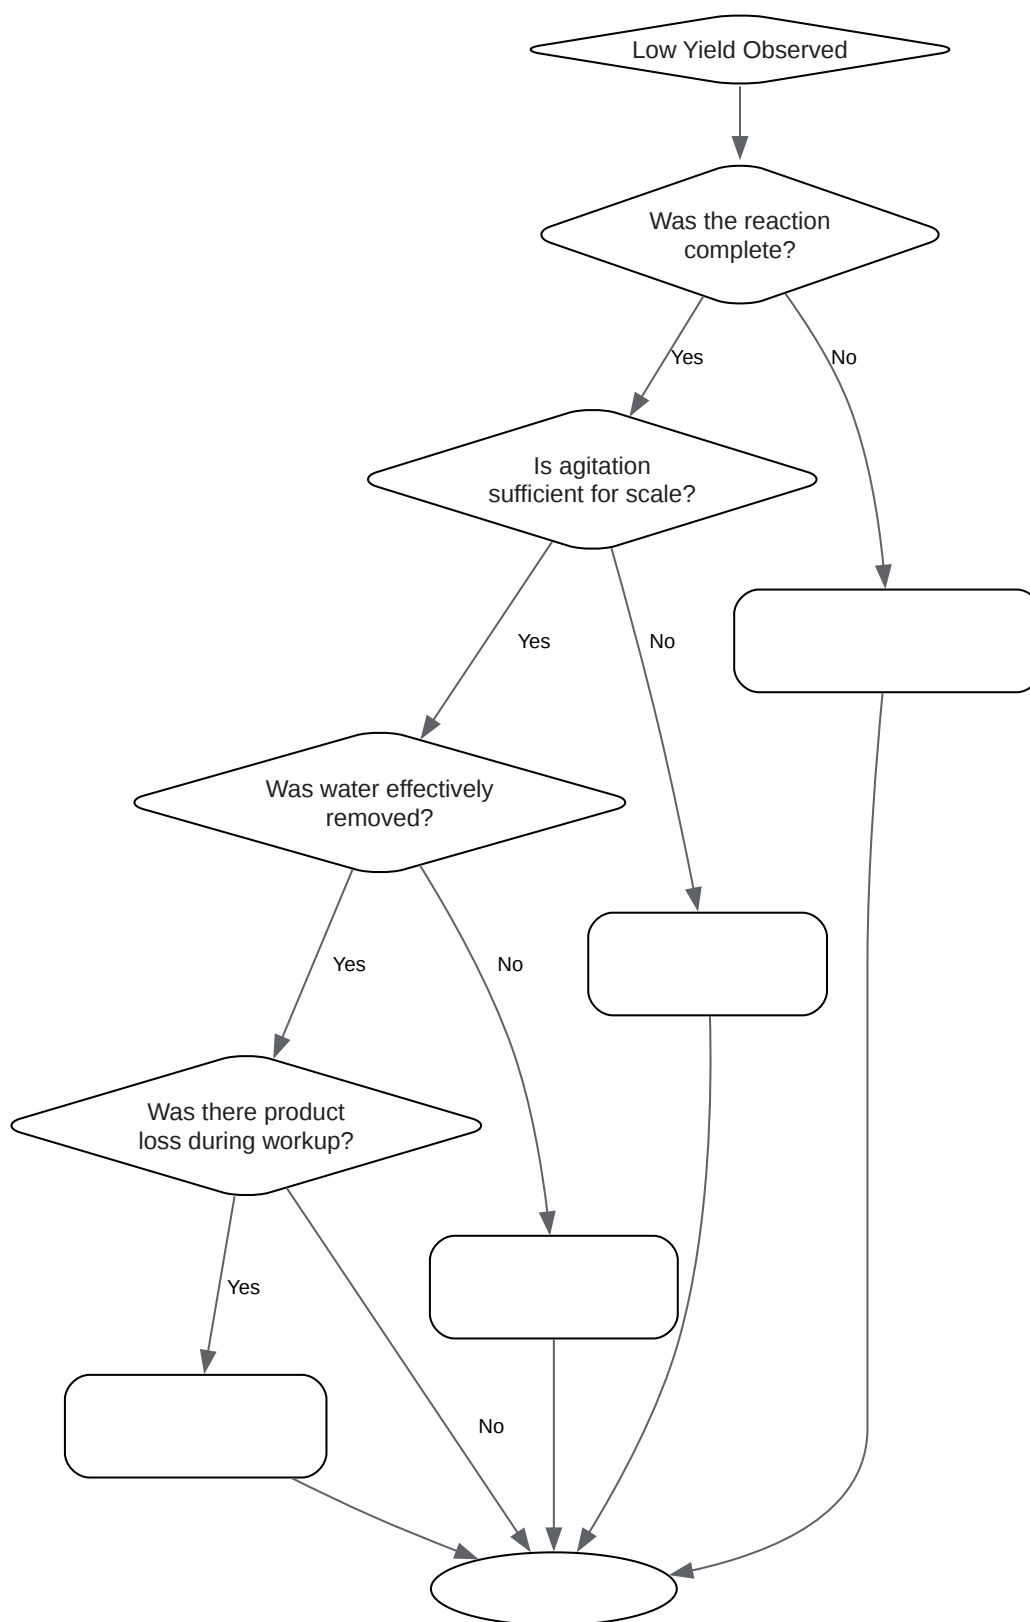 Low Yield Observed
Was the reaction
complete?
Yes
No
Is agitation
sufficient for scale?
Yes
No
Was water effectively
removed?
Yes
No
Was there product
loss during workup?
Yes
No